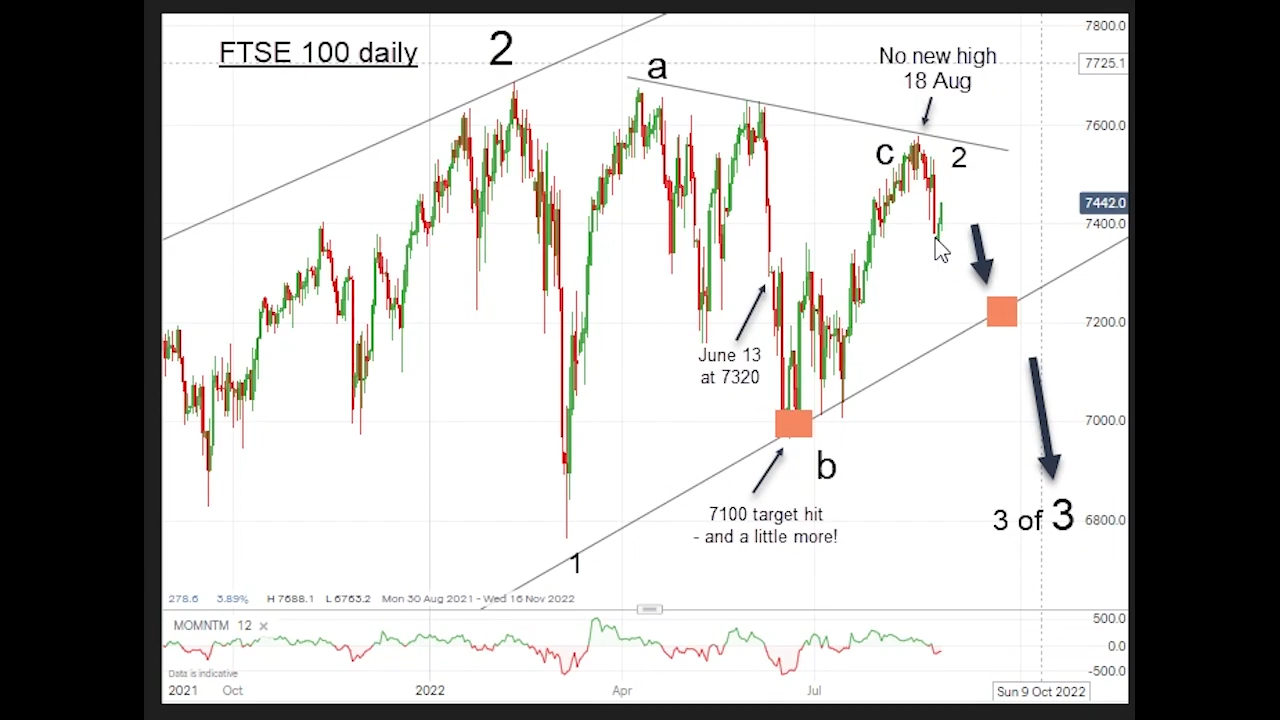 FTSE 100 daily
2
a
No new high
18 Aug
c
2
7800.0
7725.1
7600.0
7442.0
7400.0
7200.0
7000.0
6800.0
June 13
at 7320
b
7100 target hit
- and a little more!
1
3 of 3
278.6 3.89% H 7688.1 L 6763.2 Mon 30 Aug 2021 - Wed 16 Nov 2022
MOMNTM 12 ×
500.0
0.0
-500.0
Data is indicative
2021 Oct 2022 Apr Jul Sun 9 Oct 2022